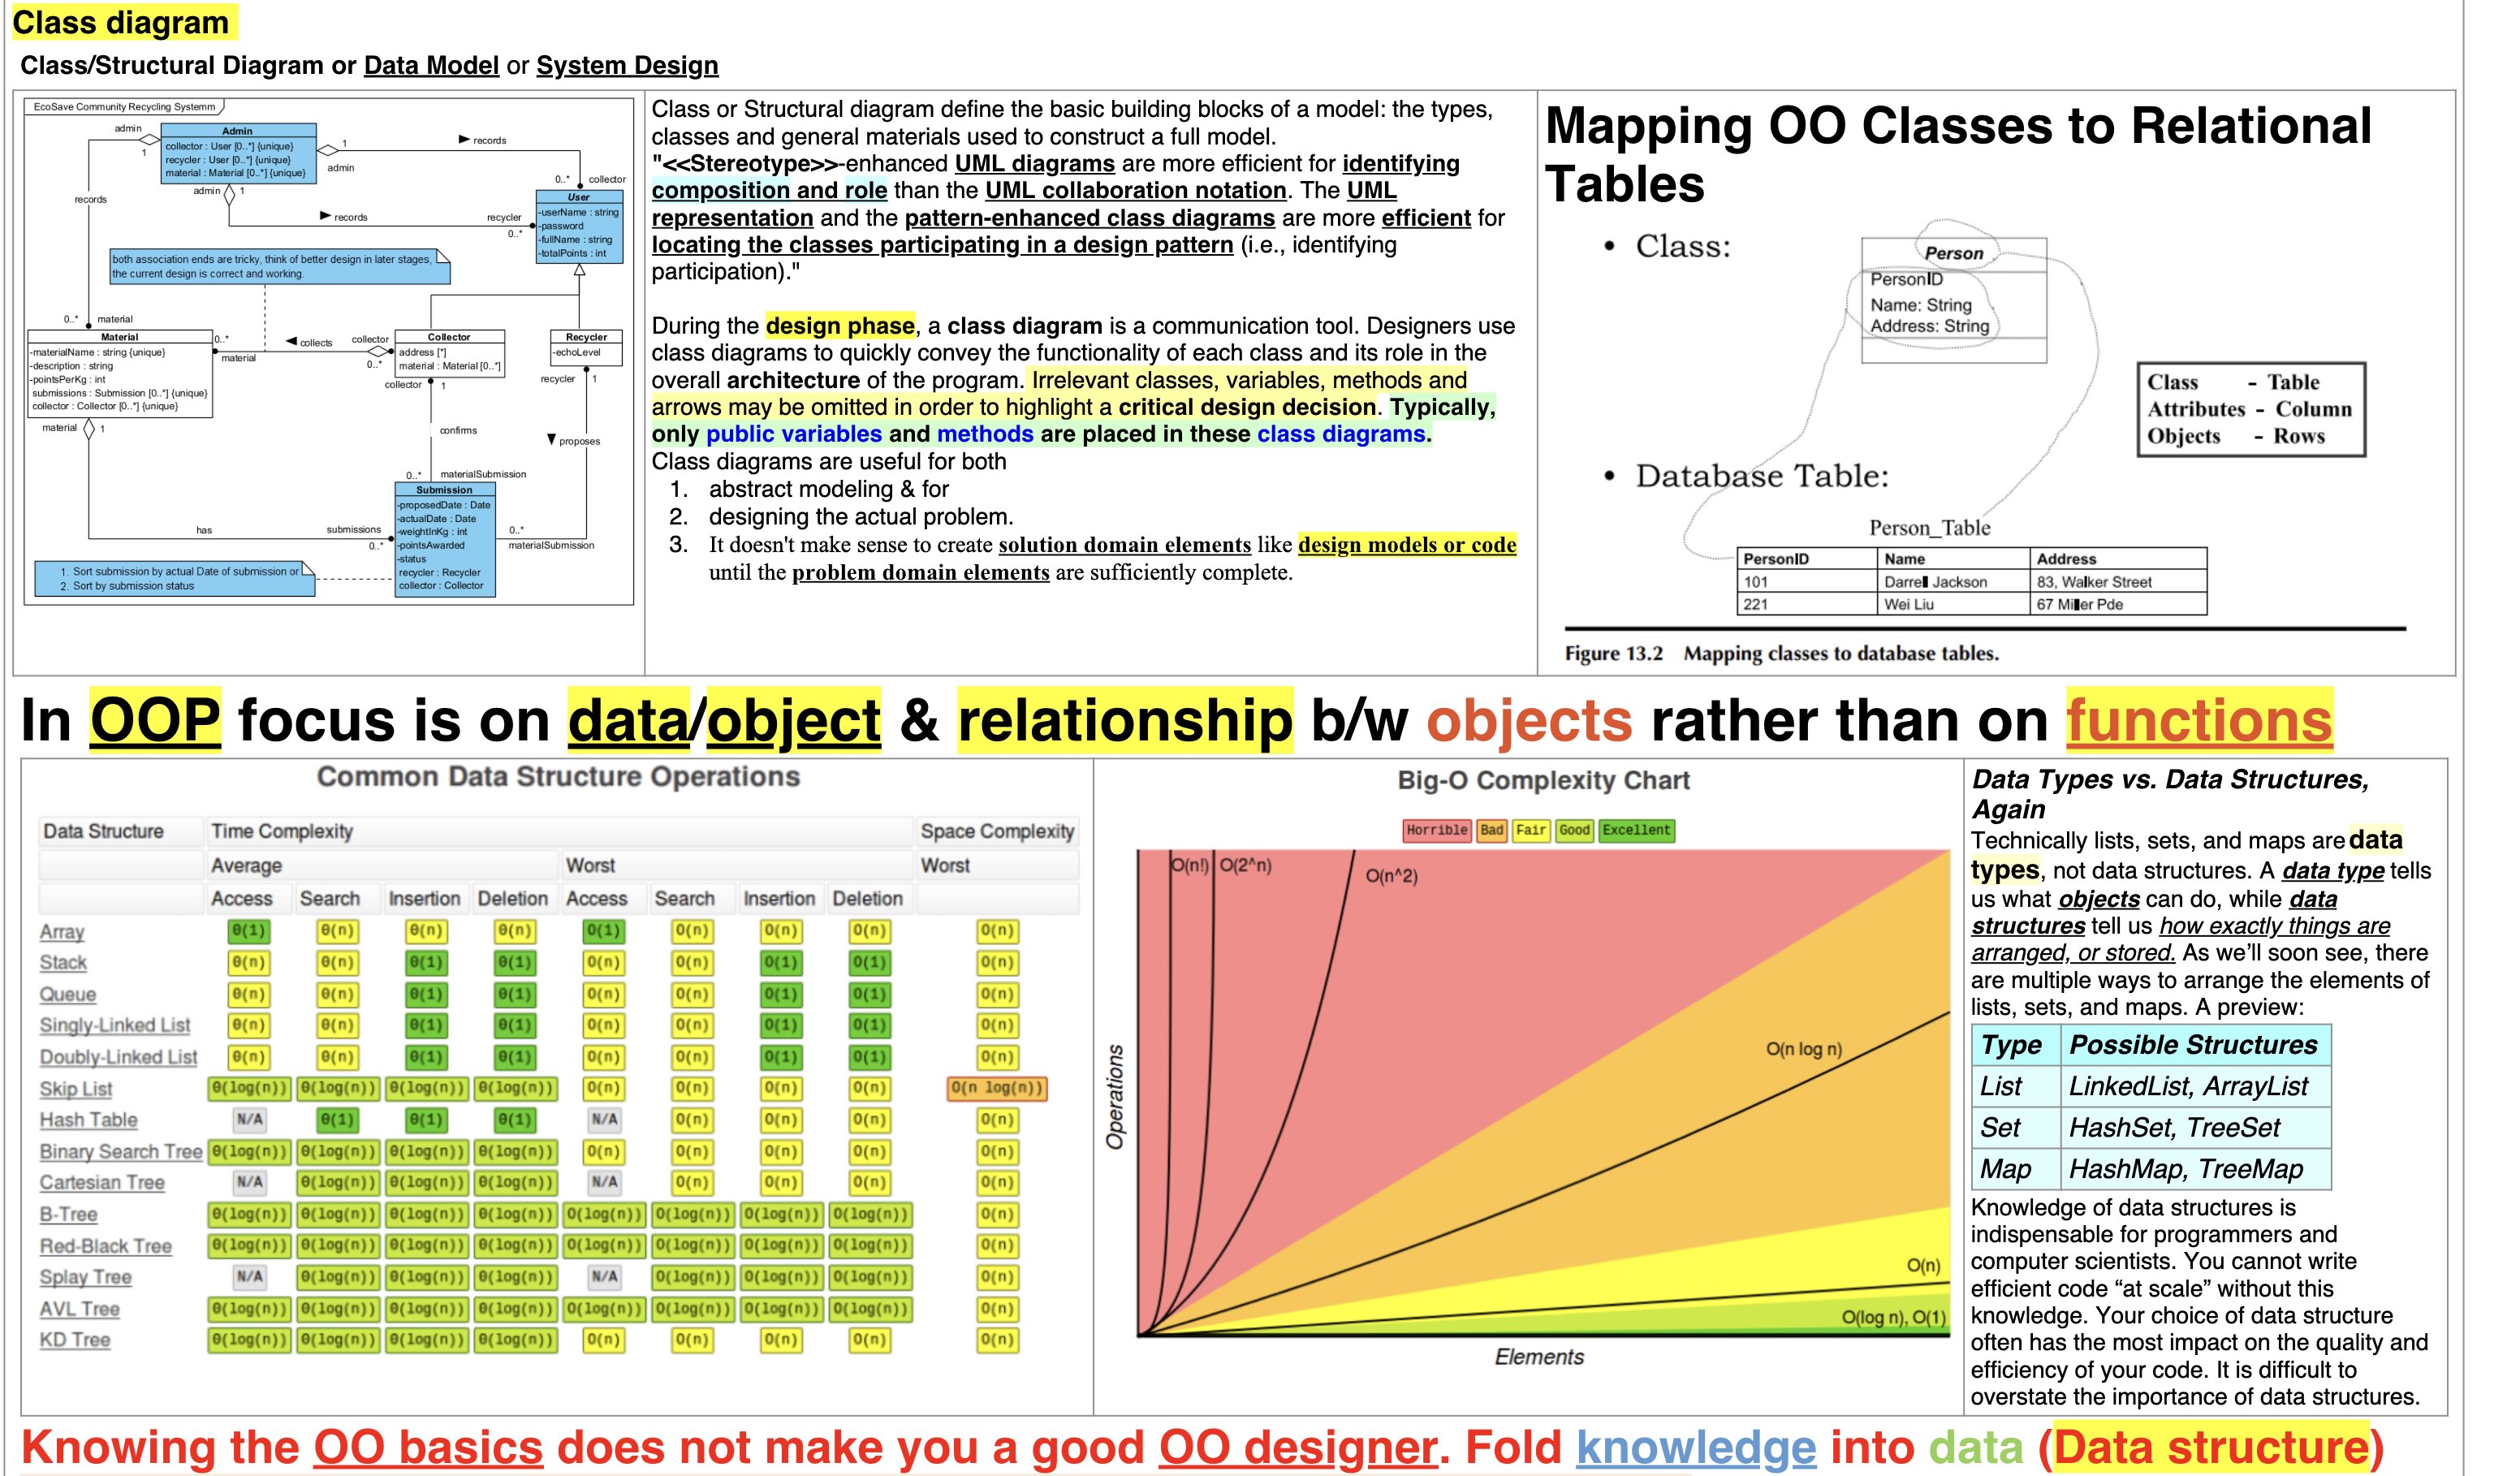 Class diagram
Class/Structural Diagram or Data Model or System Design
EcoSave Community Recycling Systemm
admin
1
Admin
collector : User [0..*] {unique}
recycler : User [0..*] {unique}
material : Material [0..*] {unique}
1
records
admin
0..* collector
admin 1
records
records
recycler
0..*
User
-userName : string
-password
-fullName : string
-totalPoints : int
both association ends are tricky, think of better design in later stages,
the current design is correct and working.
0..* material
Material
-materialName : string {unique}
-description : string
-pointsPerKg : int
submissions : Submission [0..*] {unique}
collector : Collector [0..*] {unique}
0..*
material
collects
collector
0..*
Collector
address [*]
material : Material [0..*]
Recycler
-echoLevel
collector 1
recycler 1
material 1
confirms
proposes
0..* materialSubmission
Submission
-proposedDate : Date
-actualDate : Date
-weightInKg : int
-pointsAwarded
-status
recycler : Recycler
collector : Collector
has
submissions
0..*
0..*
materialSubmission
1. Sort submission by actual Date of submission or
2. Sort by submission status
Class or Structural diagram define the basic building blocks of a model: the types,
classes and general materials used to construct a full model.
"<<Stereotype>>-enhanced UML diagrams are more efficient for identifying
composition and role than the UML collaboration notation. The UML
representation and the pattern-enhanced class diagrams are more efficient for
locating the classes participating in a design pattern (i.e., identifying
participation)."
During the design phase, a class diagram is a communication tool. Designers use
class diagrams to quickly convey the functionality of each class and its role in the
overall architecture of the program. Irrelevant classes, variables, methods and
arrows may be omitted in order to highlight a critical design decision. Typically,
only public variables and methods are placed in these class diagrams.
Class diagrams are useful for both
1. abstract modeling & for
2. designing the actual problem.
3. It doesn't make sense to create solution domain elements like design models or code
until the problem domain elements are sufficiently complete.
Mapping OO Classes to Relational
Tables
• Class:
Person
PersonID
Name: String
Address: String
Class - Table
Attributes - Column
Objects - Rows
• Database Table:
Person_Table
PersonID Name Address
101 Darrell Jackson 83, Walker Street
221 Wei Liu 67 Miller Pde
Figure 13.2 Mapping classes to database tables.
In OOP focus is on data/object & relationship b/w objects rather than on functions
Common Data Structure Operations
Data Structure Time Complexity Space Complexity
Average Worst Worst
Access Search Insertion Deletion Access Search Insertion Deletion
Array θ(1) θ(n) θ(n) θ(n) O(1) O(n) O(n) O(n) O(n)
Stack θ(n) θ(n) θ(1) θ(1) O(n) O(n) O(1) O(1) O(n)
Queue θ(n) θ(n) θ(1) θ(1) O(n) O(n) O(1) O(1) O(n)
Singly-Linked List θ(n) θ(n) θ(1) θ(1) O(n) O(n) O(1) O(1) O(n)
Doubly-Linked List θ(n) θ(n) θ(1) θ(1) O(n) O(n) O(1) O(1) O(n)
Skip List θ(log(n)) θ(log(n)) θ(log(n)) θ(log(n)) O(n) O(n) O(n) O(n) O(n log(n))
Hash Table N/A θ(1) θ(1) θ(1) N/A O(n) O(n) O(n) O(n)
Binary Search Tree θ(log(n)) θ(log(n)) θ(log(n)) θ(log(n)) O(n) O(n) O(n) O(n) O(n)
Cartesian Tree N/A θ(log(n)) θ(log(n)) θ(log(n)) N/A O(n) O(n) O(n) O(n)
B-Tree θ(log(n)) θ(log(n)) θ(log(n)) θ(log(n)) O(log(n)) O(log(n)) O(log(n)) O(log(n)) O(n)
Red-Black Tree θ(log(n)) θ(log(n)) θ(log(n)) θ(log(n)) O(log(n)) O(log(n)) O(log(n)) O(log(n)) O(n)
Splay Tree N/A θ(log(n)) θ(log(n)) θ(log(n)) N/A O(log(n)) O(log(n)) O(log(n)) O(n)
AVL Tree θ(log(n)) θ(log(n)) θ(log(n)) θ(log(n)) O(log(n)) O(log(n)) O(log(n)) O(log(n)) O(n)
KD Tree θ(log(n)) θ(log(n)) θ(log(n)) θ(log(n)) O(n) O(n) O(n) O(n) O(n)
Big-O Complexity Chart
Horrible Bad Fair Good Excellent
O(n!) O(2^n)
O(n^2)
O(n log n)
O(n)
O(log n), O(1)
Operations
Elements
Data Types vs. Data Structures,
Again
Technically lists, sets, and maps are data
types, not data structures. A data type tells
us what objects can do, while data
structures tell us how exactly things are
arranged, or stored. As we’ll soon see, there
are multiple ways to arrange the elements of
lists, sets, and maps. A preview:
Type Possible Structures
List LinkedList, ArrayList
Set HashSet, TreeSet
Map HashMap, TreeMap
Knowledge of data structures is
indispensable for programmers and
computer scientists. You cannot write
efficient code “at scale” without this
knowledge. Your choice of data structure
often has the most impact on the quality and
efficiency of your code. It is difficult to
overstate the importance of data structures.
Knowing the OO basics does not make you a good OO designer. Fold knowledge into data (Data structure)